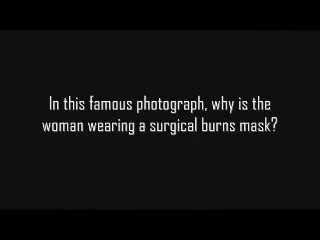 In this famous photograph, why is the
woman wearing a surgical burns mask?